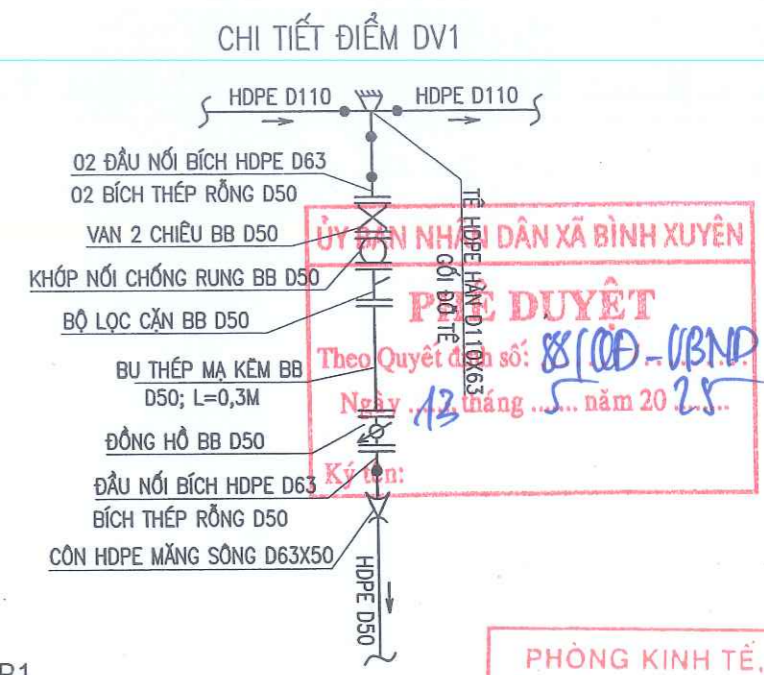 CHI TIẾT ĐIỂM DV1
HDPE D110
HDPE D110
02 ĐẦU NỐI BÍCH HDPE D63
02 BÍCH THÉP RỖNG D50
VAN 2 CHIỀU BB D50
KHỚP NỐI CHỐNG RUNG BB D50
BỘ LỌC CẶN BB D50
BU THÉP MẠ KẼM BB
D50; L=0,3M
ĐỒNG HỒ BB D50
ĐẦU NỐI BÍCH HDPE D63
BÍCH THÉP RỖNG D50
CÔN HDPE MĂNG SÔNG D63X50
TÊ HDPE HÀN D110X63
GỐI ĐỠ TÊ
HDPE D50
ỦY BAN NHÂN DÂN XÃ BÌNH XUYÊN
PHÊ DUYỆT
Theo Quyết định số: QĐ-UBND
Ngày 13 tháng 5 năm 20 25
Ký tên:
PHÒNG KINH TẾ,